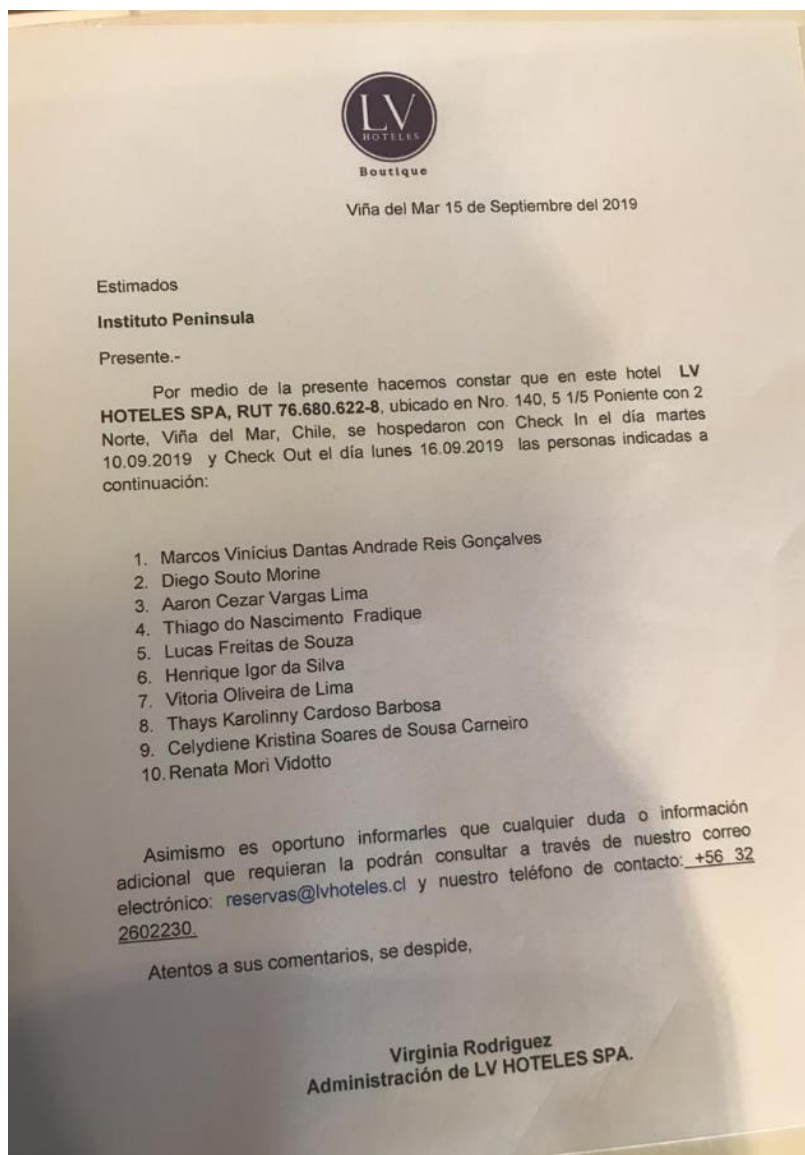 LV
HOTELES
Boutique
Viña del Mar 15 de Septiembre del 2019
Estimados
Instituto Peninsula
Presente.-
Por medio de la presente hacemos constar que en este hotel LV
HOTELES SPA, RUT 76.680.622-8, ubicado en Nro. 140, 5 1/5 Poniente con 2
Norte, Viña del Mar, Chile, se hospedaron con Check In el día martes
10.09.2019 y Check Out el día lunes 16.09.2019 las personas indicadas a
continuación:
1. Marcos Vinícius Dantas Andrade Reis Gonçalves
2. Diego Souto Morine
3. Aaron Cezar Vargas Lima
4. Thiago do Nascimento Fradique
5. Lucas Freitas de Souza
6. Henrique Igor da Silva
7. Vitoria Oliveira de Lima
8. Thays Karolinny Cardoso Barbosa
9. Celydiene Kristina Soares de Sousa Carneiro
10. Renata Mori Vidotto
Asimismo es oportuno informarles que cualquier duda o información
adicional que requieran la podrán consultar a través de nuestro correo
electrónico: reservas@lvhoteles.cl y nuestro teléfono de contacto: +56 32
2602230.
Atentos a sus comentarios, se despide,
Virginia Rodriguez
Administración de LV HOTELES SPA.